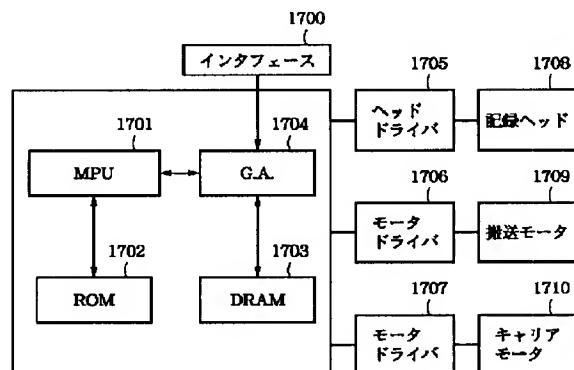 1700
インタフェース
1701
MPU
1704
G.A.
1702
ROM
1703
DRAM
1705
ヘッド
ドライバ
1708
記録ヘッド
1706
モータ
ドライバ
1709
搬送モータ
1707
モータ
ドライバ
1710
キャリア
モータ